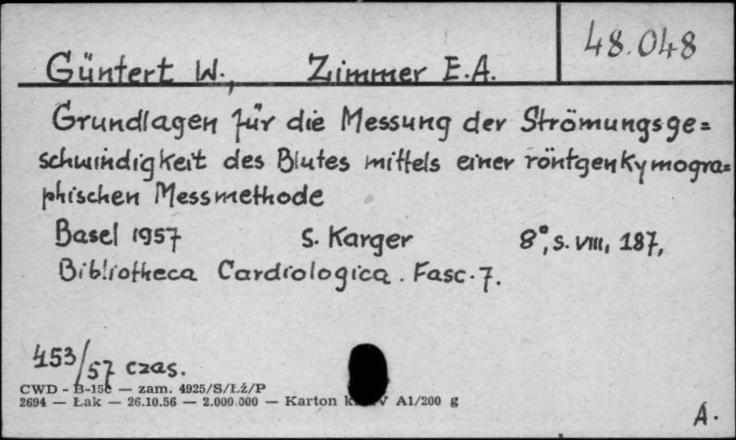 48.048
Güntert W., Zimmer E.A.
Grundlagen für die Messung der Strömungsge=
schwindigkeit des Blutes mittels einer röntgenkymogra=
phischen Messmethode
Basel 1957 S. Karger 8°, s. VIII, 187,
Bibliotheca Cardiologica. Fasc. 7.
453/57 czas.
CWD - B-15c — zam. 4925/S/Łż/P
2694 — Łak — 26.10.56 — 2.000.000 — Karton A1/200 g
A.